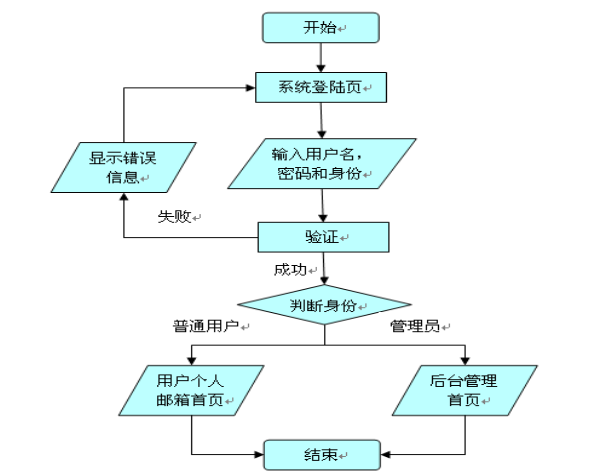 开始
系统登陆页
显示错误
信息
输入用户名，
密码和身份
失败
验证
成功
判断身份
普通用户
管理员
用户个人
邮箱首页
后台管理
首页
结束